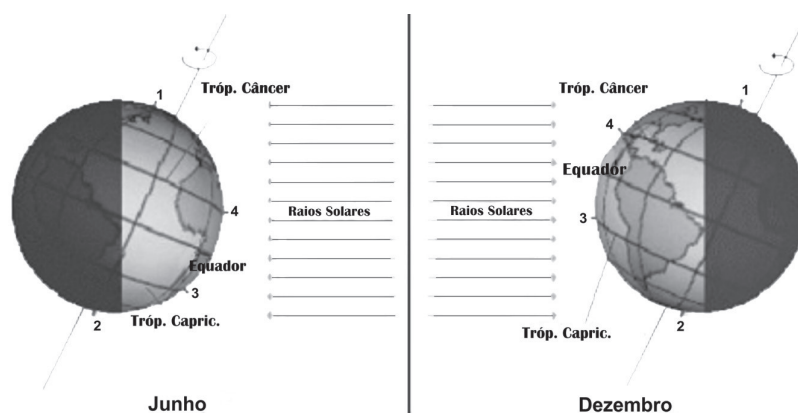 1
Tróp. Câncer
4
Raios Solares
Equador
3
2
Tróp. Capric.
Junho
Tróp. Câncer
1
4
Equador
Raios Solares
3
Tróp. Capric.
2
Dezembro